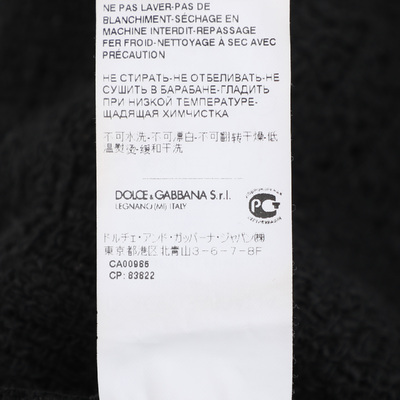 NE PAS LAVER-PAS DE
BLANCHIMENT-SÉCHAGE EN
MACHINE INTERDIT-REPASSAGE
FER FROID-NETTOYAGE À SEC AVEC
PRÉCAUTION
НЕ СТИРАТЬ-НЕ ОТБЕЛИВАТЬ-НЕ
СУШИТЬ В БАРАБАНЕ-ГЛАДИТЬ
ПРИ НИЗКОЙ ТЕМПЕРАТУРЕ-
ЩАДЯЩАЯ ХИМЧИСТКА
不可水洗-不可漂白-不可翻转干燥-低
温熨烫-缓和干洗
DOLCE & GABBANA S.r.l.
LEGNANO (MI) ITALY
РС
ドルチェ・アンド・ガッバーナ・ジャパン(株)
東京都港区北青山3-6-7-8F
CA00986
CP: 83822